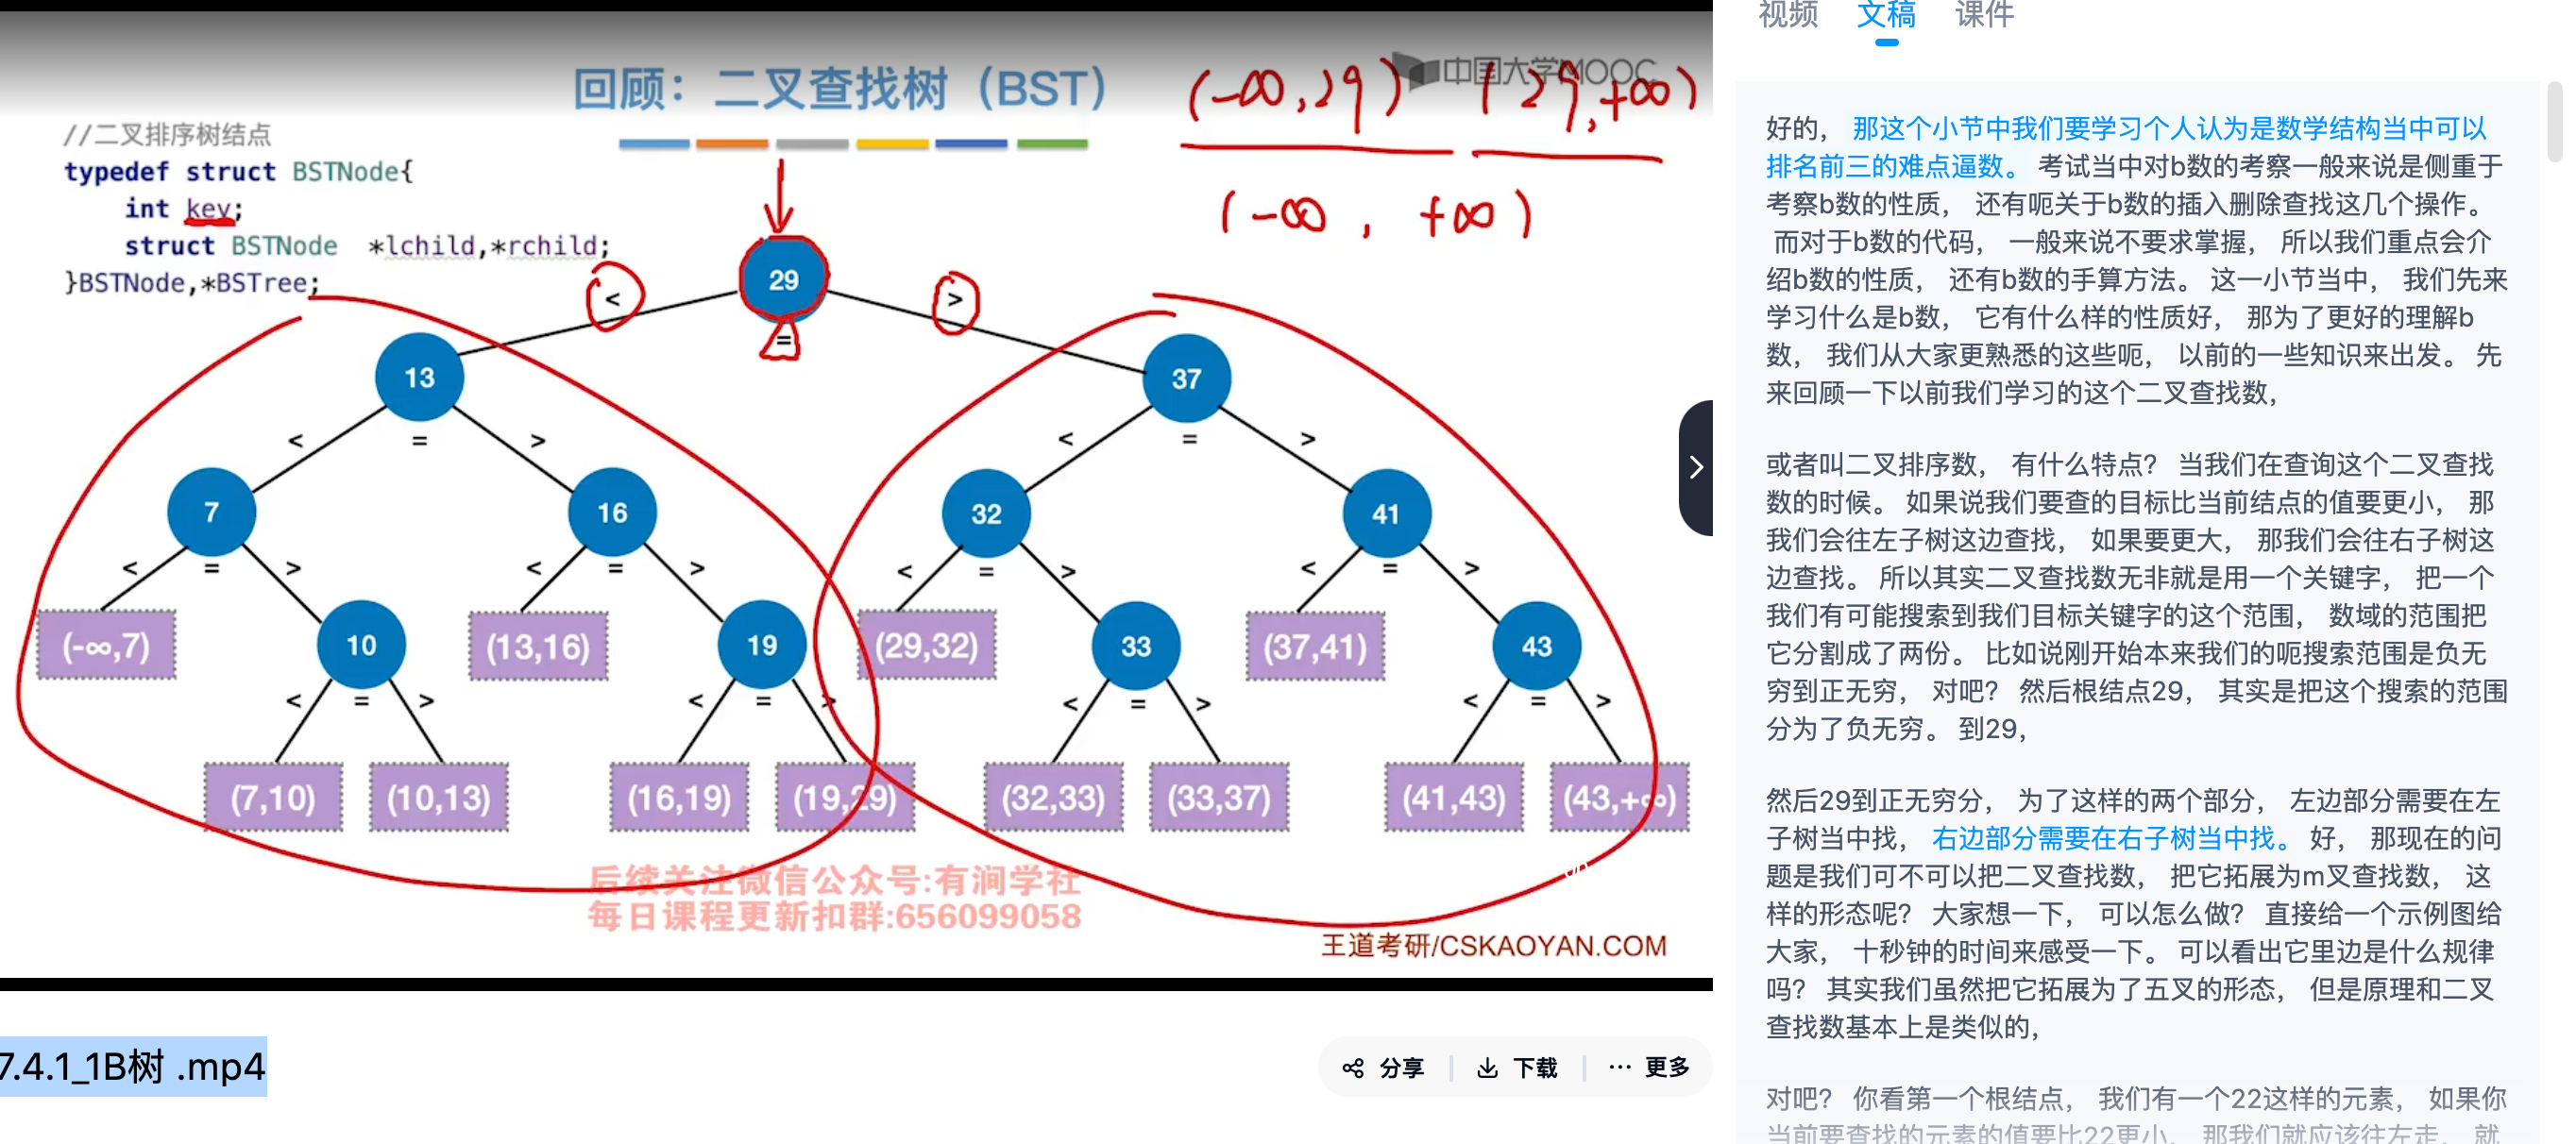 回顾：二叉查找树（BST）
中国大学MOOC
(-∞,29) (29,+∞)
(-∞, +∞)
//二叉排序树结点
typedef struct BSTNode{
int key;
struct BSTNode *lchild,*rchild;
}BSTNode,*BSTree;
29
< = >
13
37
< = >
< = >
7
16
32
41
< = >
< = >
< = >
< = >
(-∞,7)
10
(13,16)
19
(29,32)
33
(37,41)
43
< = >
< = >
< = >
< = >
(7,10)
(10,13)
(16,19)
(19,29)
(32,33)
(33,37)
(41,43)
(43,+∞)
后续关注微信公众号:有涧学社
每日课程更新扣群:656099058
王道考研/CSKAOYAN.COM
7.4.1_1B树 .mp4
分享
下载
更多
视频 文稿 课件
好的， 那这个小节中我们要学习个人认为是数学结构当中可以
排名前三的难点逼数。 考试当中对b数的考察一般来说是侧重于
考察b数的性质， 还有呃关于b数的插入删除查找这几个操作。
而对于b数的代码， 一般来说不要求掌握， 所以我们重点会介
绍b数的性质， 还有b数的手算方法。 这一小节当中， 我们先来
学习什么是b数， 它有什么样的性质好， 那为了更好的理解b
数， 我们从大家更熟悉的这些呃， 以前的一些知识来出发。 先
来回顾一下以前我们学习的这个二叉查找数，
或者叫二叉排序数， 有什么特点？ 当我们在查询这个二叉查找
数的时候。 如果说我们要查的目标比当前结点的值要更小， 那
我们会往左子树这边查找， 如果要更大， 那我们会往右子树这
边查找。 所以其实二叉查找数无非就是用一个关键字， 把一个
我们有可能搜索到我们目标关键字的这个范围， 数域的范围把
它分割成了两份。 比如说刚开始本来我们的呃搜索范围是负无
穷到正无穷， 对吧？ 然后根结点29， 其实是把这个搜索的范围
分为了负无穷。 到29，
然后29到正无穷分， 为了这样的两个部分， 左边部分需要在左
子树当中找， 右边部分需要在右子树当中找。 好， 那现在的问
题是我们可不可以把二叉查找数， 把它拓展为m叉查找数， 这
样的形态呢？ 大家想一下， 可以怎么做？ 直接给一个示例图给
大家， 十秒钟的时间来感受一下。 可以看出它里边是什么规律
吗？ 其实我们虽然把它拓展为了五叉的形态， 但是原理和二叉
查找数基本上是类似的，
对吧？ 你看第一个根结点， 我们有一个22这样的元素， 如果你
当前要查找的元素的值要比22更小， 那我们就应该往左走， 就